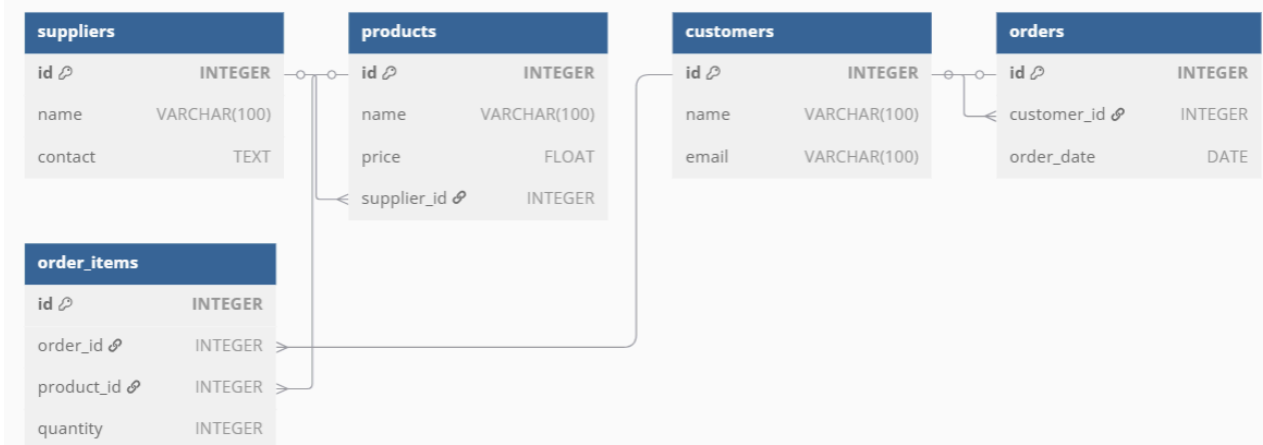 suppliers
id INTEGER
name VARCHAR(100)
contact TEXT
products
id INTEGER
name VARCHAR(100)
price FLOAT
supplier_id INTEGER
customers
id INTEGER
name VARCHAR(100)
email VARCHAR(100)
orders
id INTEGER
customer_id INTEGER
order_date DATE
order_items
id INTEGER
order_id INTEGER
product_id INTEGER
quantity INTEGER